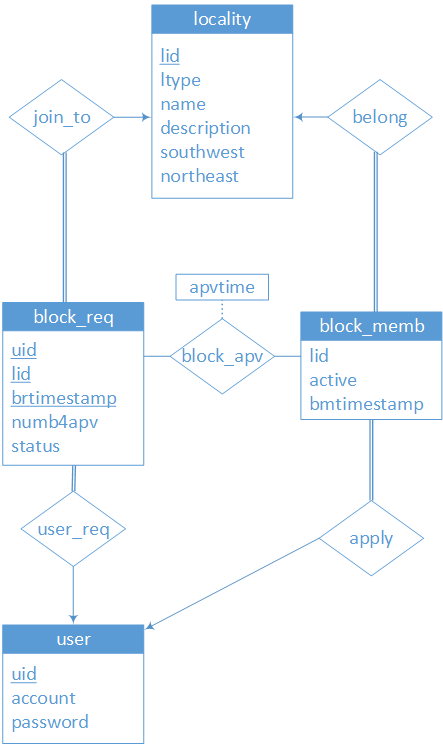 locality
lid
ltype
name
description
southwest
northeast
join_to
belong
apvtime
block_req
uid
lid
brtimestamp
numb4apv
status
block_apv
block_memb
lid
active
bmtimestamp
user_req
apply
user
uid
account
password